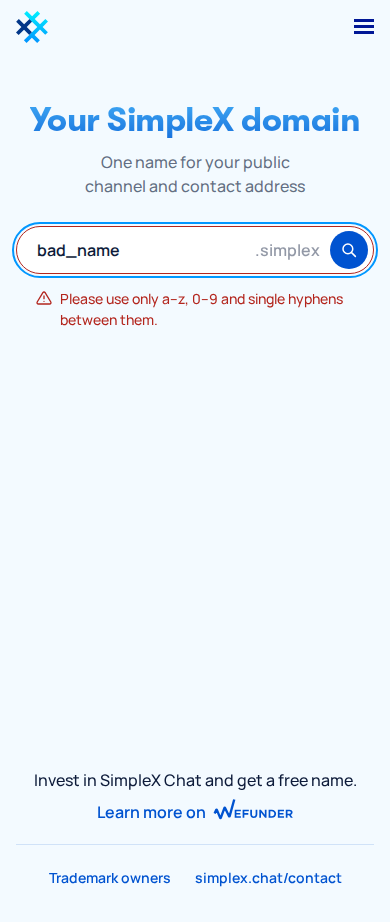 Your SimpleX domain
One name for your public
channel and contact address
bad_name .simplex
Please use only a–z, 0–9 and single hyphens
between them.
Invest in SimpleX Chat and get a free name.
Learn more on WEFUNDER
Trademark owners simplex.chat/contact